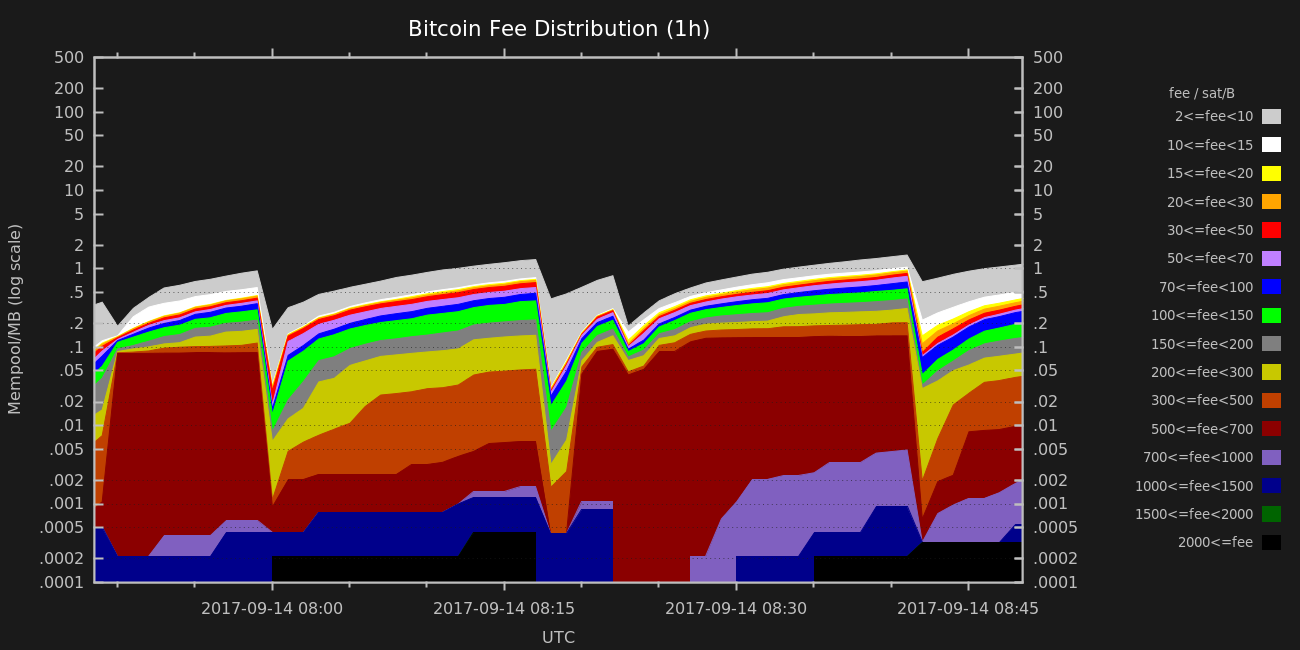 Bitcoin Fee Distribution (1h)
500 500
200 200
100 100
50 50
20 20
10 10
5 5
2 2
1 1
.5 .5
.2 .2
.1 .1
.05 .05
.02 .02
.01 .01
.005 .005
.002 .002
.001 .001
.0005 .0005
.0002 .0002
.0001 .0001
Mempool/MB (log scale)
2017-09-14 08:00 2017-09-14 08:15 2017-09-14 08:30 2017-09-14 08:45
UTC
fee / sat/B
2<=fee<10
10<=fee<15
15<=fee<20
20<=fee<30
30<=fee<50
50<=fee<70
70<=fee<100
100<=fee<150
150<=fee<200
200<=fee<300
300<=fee<500
500<=fee<700
700<=fee<1000
1000<=fee<1500
1500<=fee<2000
2000<=fee